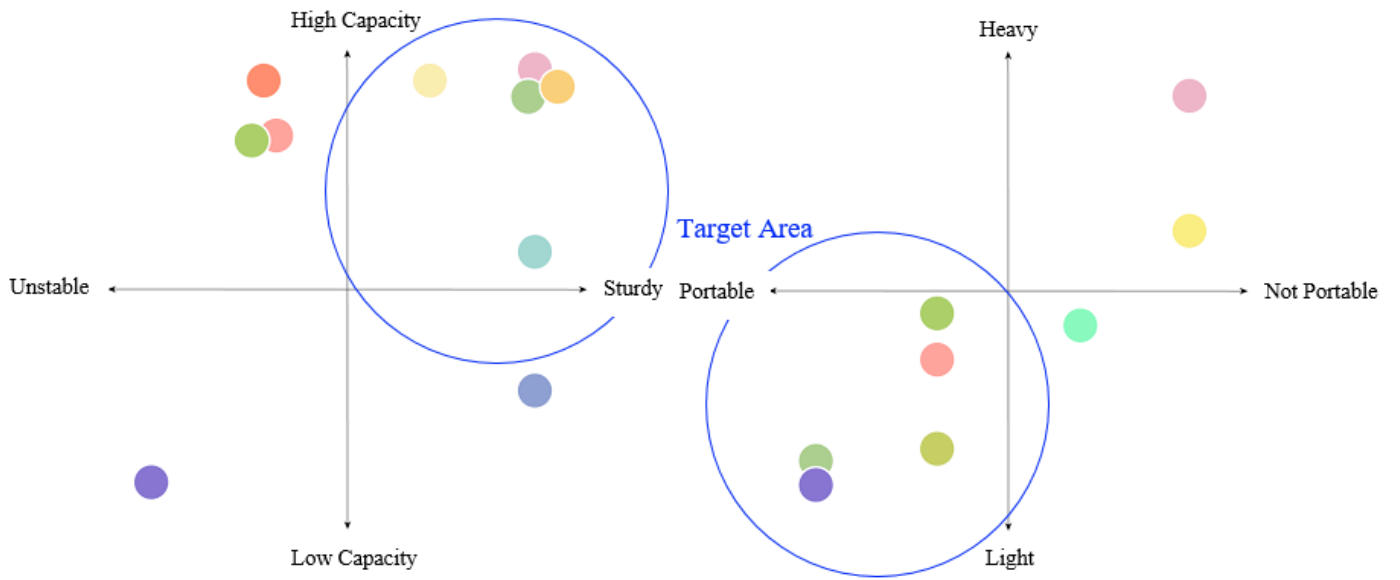 High Capacity
Heavy
Target Area
Unstable
Sturdy
Portable
Not Portable
Low Capacity
Light